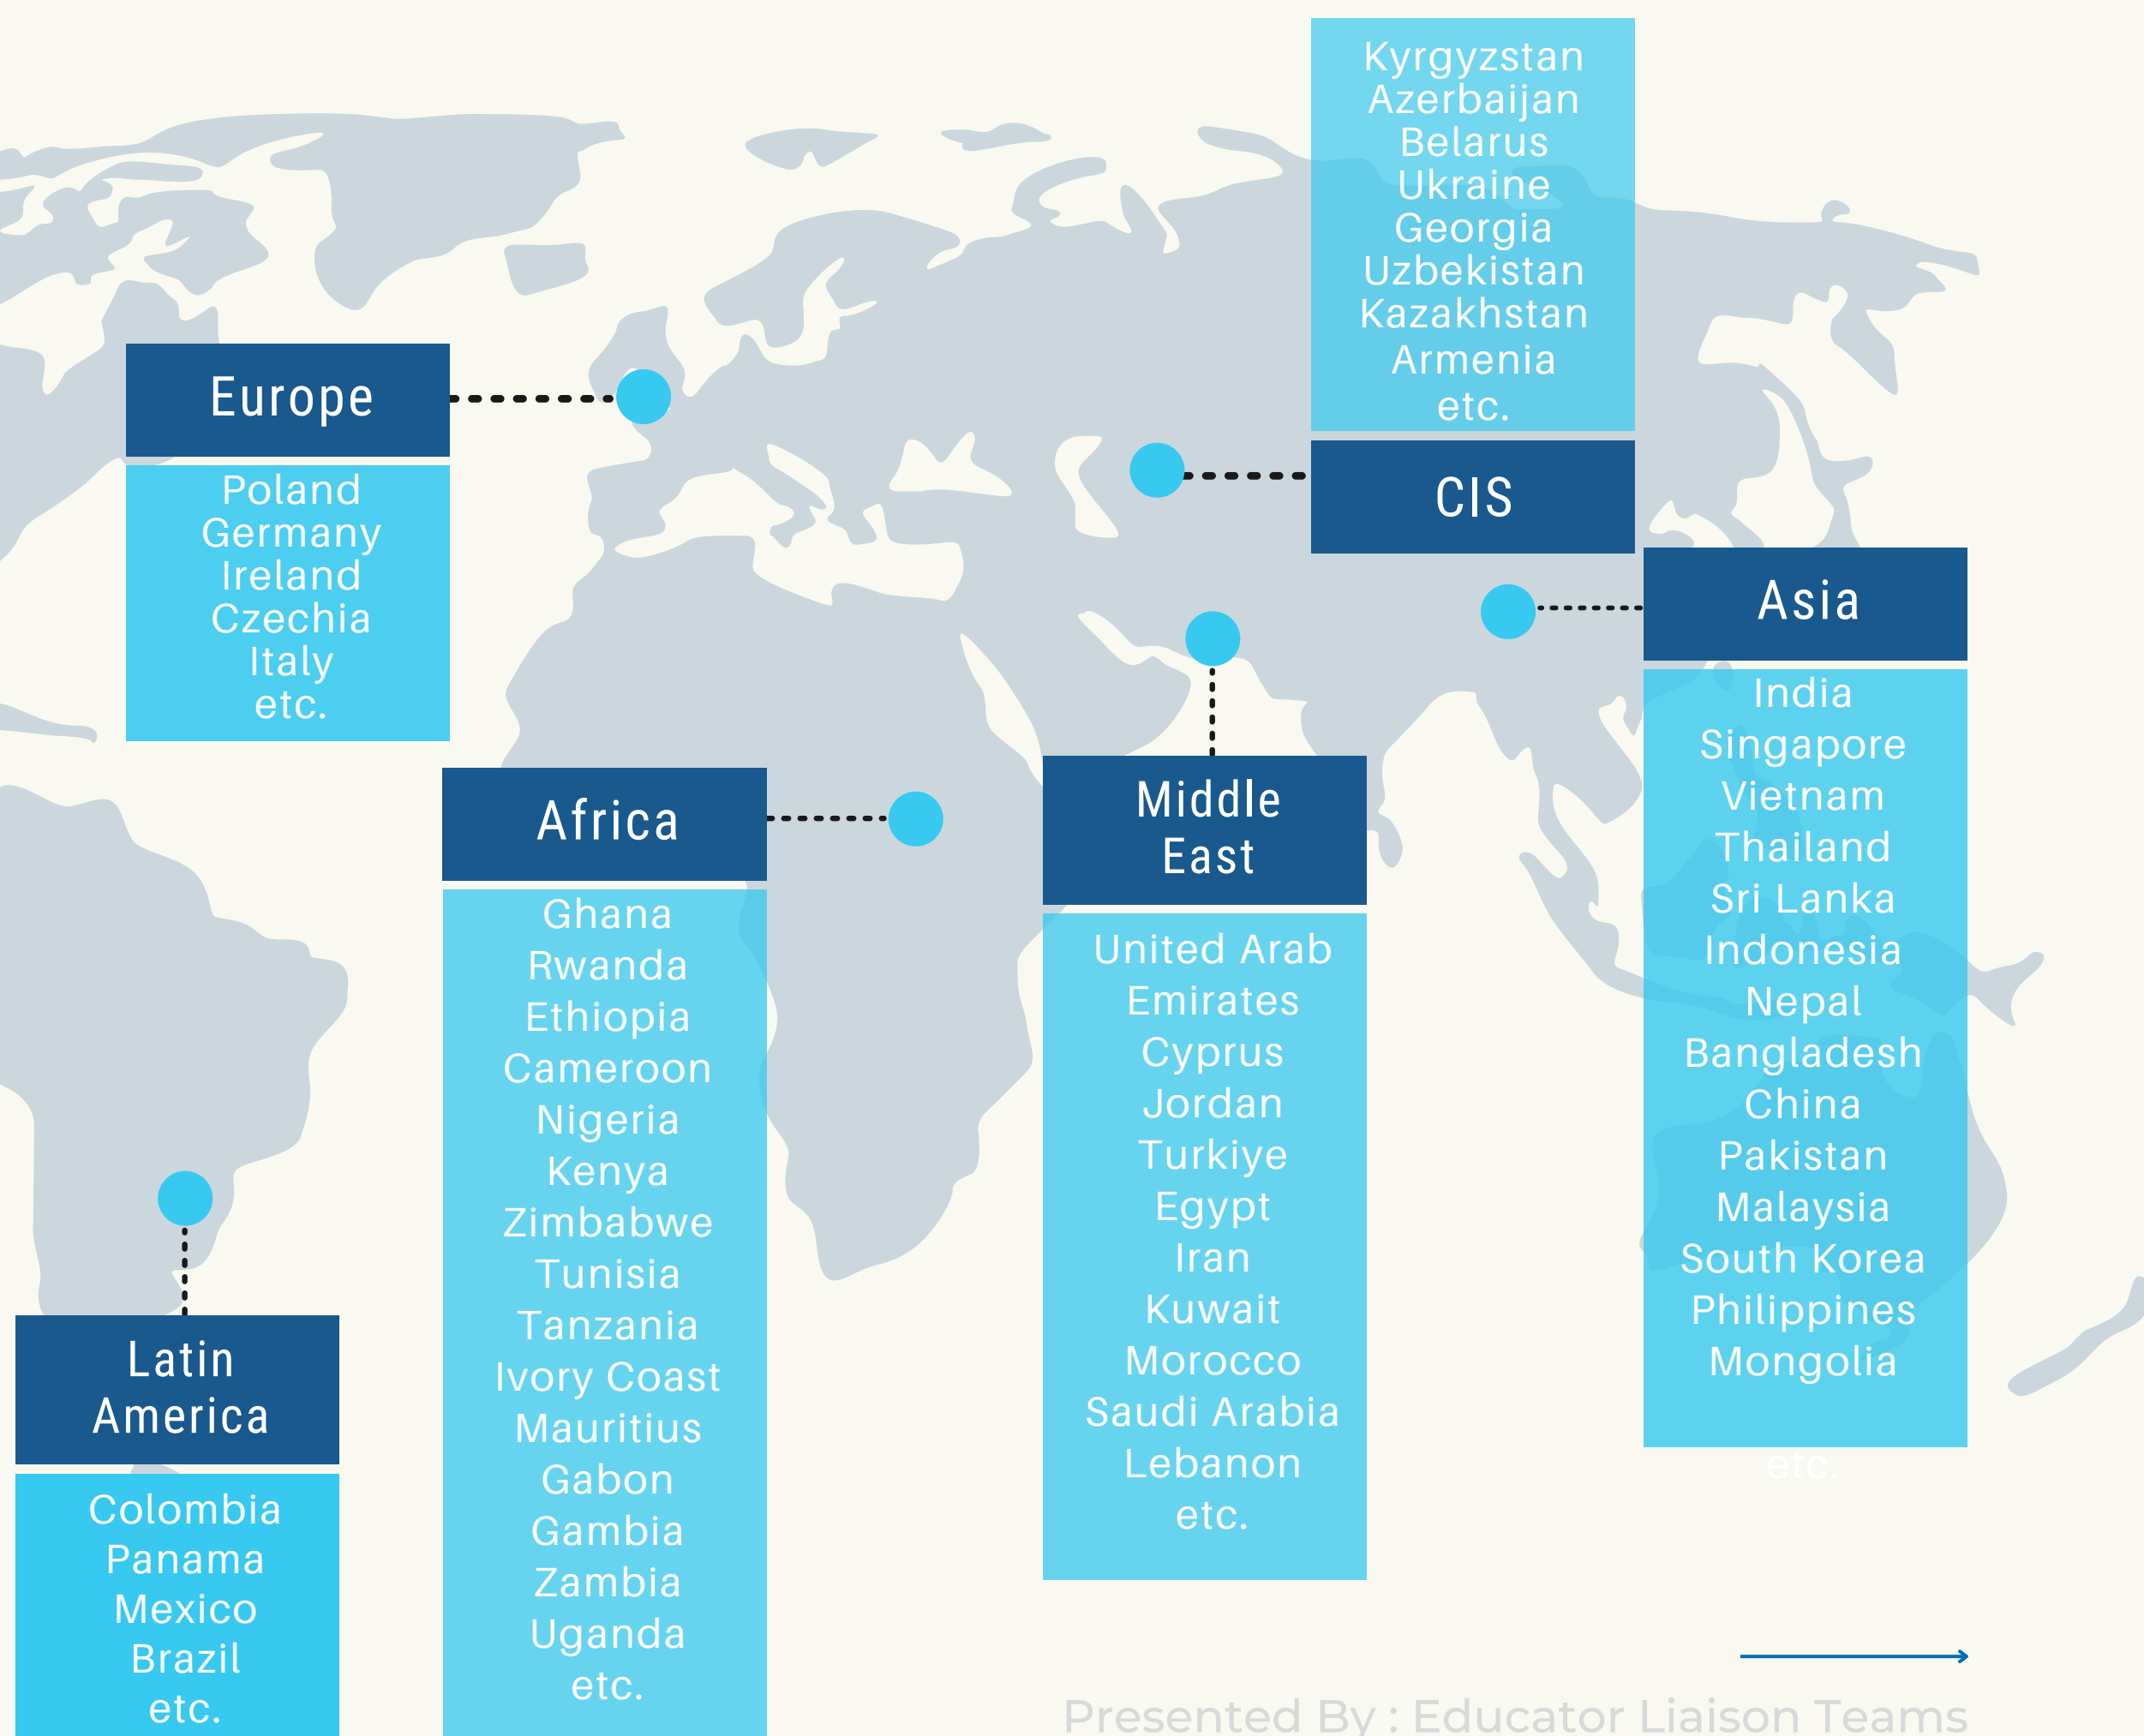 Kyrgyzstan
Azerbaijan
Belarus
Ukraine
Georgia
Uzbekistan
Kazakhstan
Armenia
etc.
CIS
Europe
Poland
Germany
Ireland
Czechia
Italy
etc.
Asia
India
Singapore
Vietnam
Thailand
Sri Lanka
Indonesia
Nepal
Bangladesh
China
Pakistan
Malaysia
South Korea
Philippines
Mongolia
etc.
Middle
East
United Arab
Emirates
Cyprus
Jordan
Turkiye
Egypt
Iran
Kuwait
Morocco
Saudi Arabia
Lebanon
etc.
Africa
Ghana
Rwanda
Ethiopia
Cameroon
Nigeria
Kenya
Zimbabwe
Tunisia
Tanzania
Ivory Coast
Mauritius
Gabon
Gambia
Zambia
Uganda
etc.
Latin
America
Colombia
Panama
Mexico
Brazil
etc.
Presented By : Educator Liaison Teams